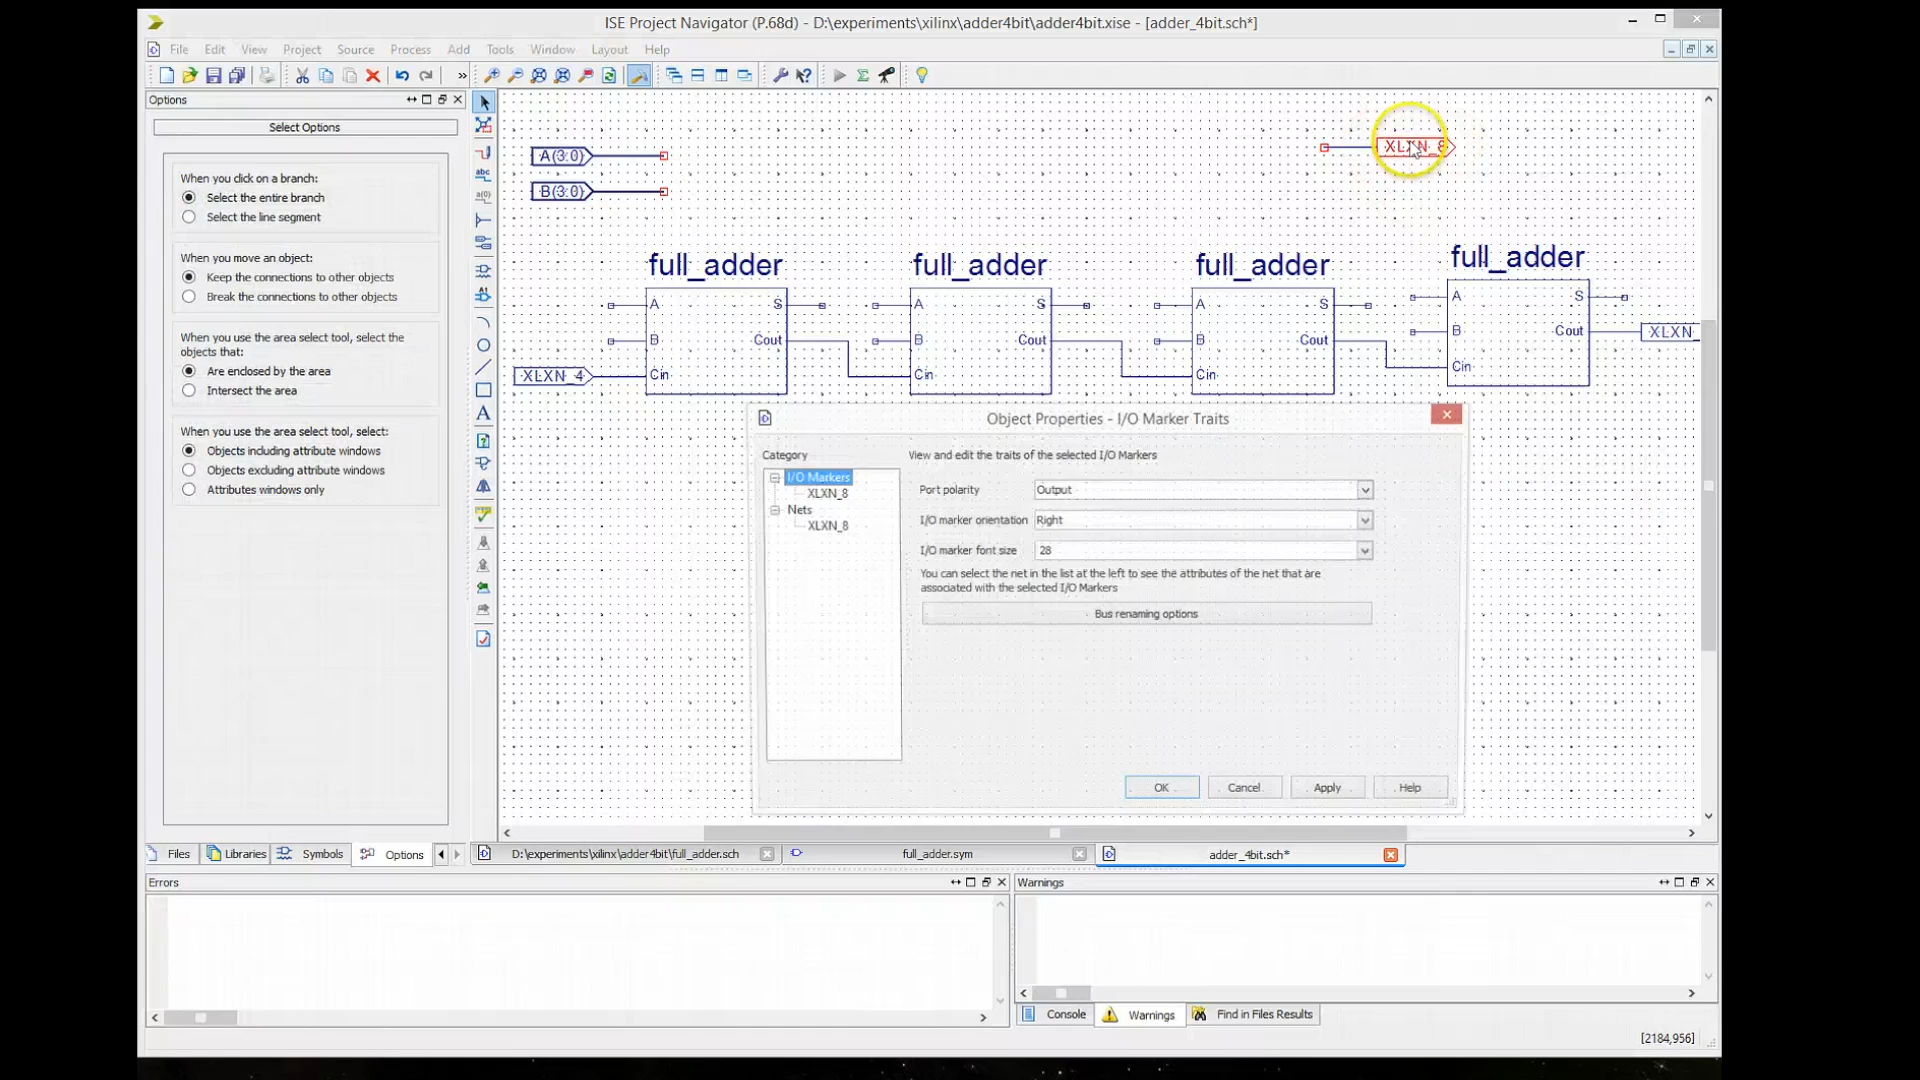 ISE Project Navigator (P.68d) - D:\experiments\xilinx\adder4bit\adder4bit.xise - [adder_4bit.sch*]
File Edit View Project Source Process Add Tools Window Layout Help
Options
Select Options
When you click on a branch:
Select the entire branch
Select the line segment
When you move an object:
Keep the connections to other objects
Break the connections to other objects
When you use the area select tool, select the
objects that:
Are enclosed by the area
Intersect the area
When you use the area select tool, select:
Objects including attribute windows
Objects excluding attribute windows
Attributes windows only
A(3:0)
B(3:0)
XLXN_8
full_adder full_adder full_adder full_adder
A S A S A S A S
B Cout B Cout B Cout B Cout
XLXN_4 Cin Cin Cin Cin
XLXN_
Object Properties - I/O Marker Traits
Category
I/O Markers
XLXN_8
Nets
XLXN_8
View and edit the traits of the selected I/O Markers
Port polarity Output
I/O marker orientation Right
I/O marker font size 28
You can select the net in the list at the left to see the attributes of the net that are
associated with the selected I/O Markers
Bus renaming options
OK Cancel Apply Help
Files Libraries Symbols Options
D:\experiments\xilinx\adder4bit\full_adder.sch full_adder.sym adder_4bit.sch*
Errors
Warnings
Console Warnings Find in Files Results
[2184,956]